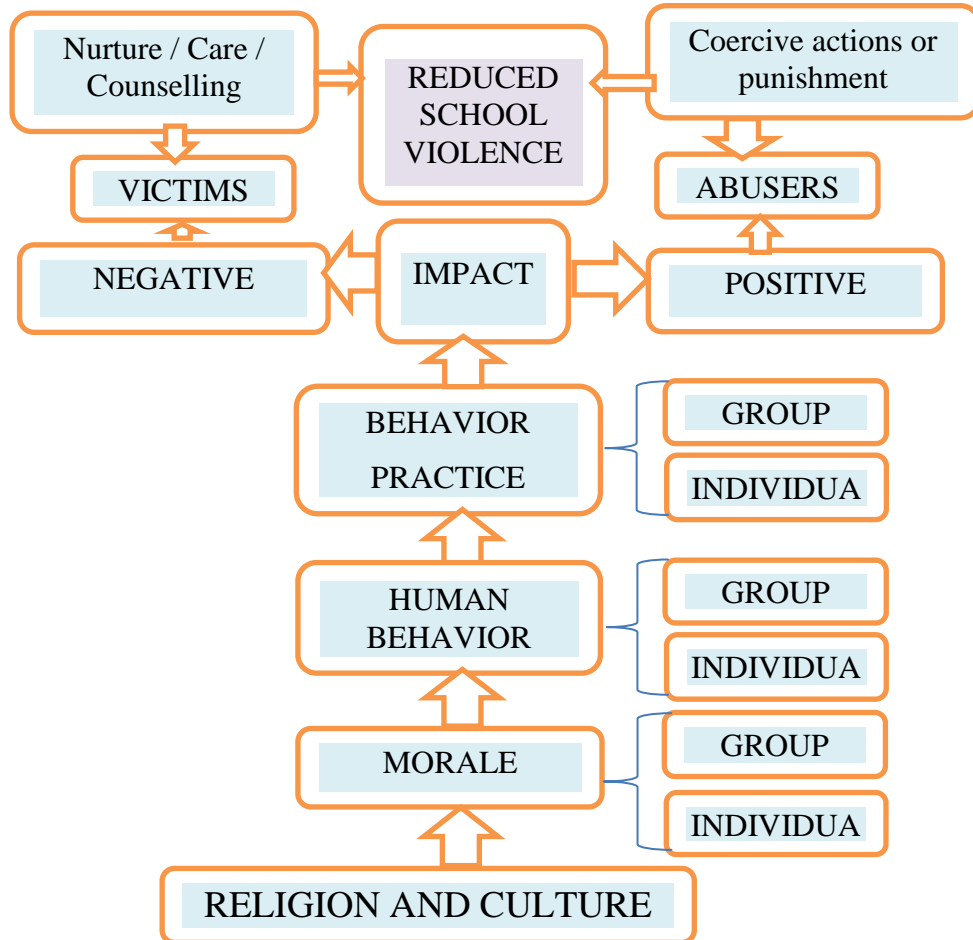 Nurture / Care /
Counselling
REDUCED
SCHOOL
VIOLENCE
Coercive actions or
punishment
VICTIMS
ABUSERS
NEGATIVE
IMPACT
POSITIVE
BEHAVIOR
PRACTICE
GROUP
INDIVIDUA
HUMAN
BEHAVIOR
GROUP
INDIVIDUA
MORALE
GROUP
INDIVIDUA
RELIGION AND CULTURE